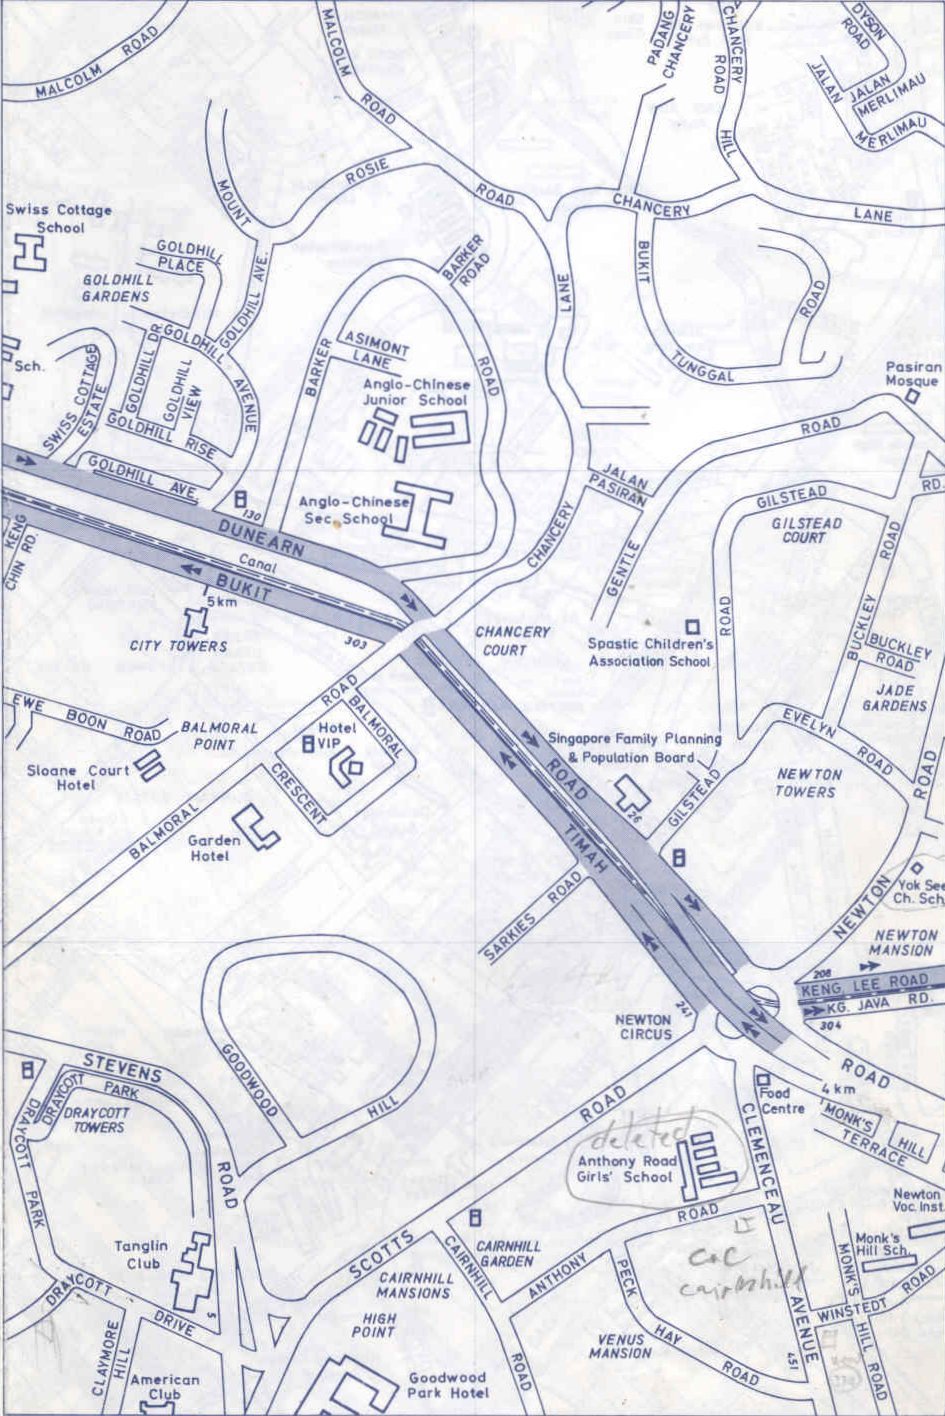 MALCOLM ROAD
MALCOLM ROAD
PADANG CHANCERY
CHANCERY ROAD
HILL
DYSON ROAD
JALAN
JALAN MERLIMAU
MERLIMAU
ROSIE
ROAD
MOUNT
CHANCERY
LANE
Swiss Cottage
School
GOLDHILL
PLACE
GOLDHILL
GARDENS
GOLDHILL AVE.
BARKER
ROAD
LANE
BUKIT
ROAD
TUNGGAL
Sch.
SWISS COTTAGE
ESTATE
GOLDHILL DR.
GOLDHILL
AVENUE
GOLDHILL
VIEW
GOLDHILL RISE
GOLDHILL AVE.
BARKER
ASIMONT
LANE
ROAD
Anglo-Chinese
Junior School
Pasiran
Mosque
ROAD
RD.
JALAN
PASIRAN
GILSTEAD
GILSTEAD
COURT
ROAD
130
Anglo-Chinese
Sec. School
CHANCERY
GENTLE
KENG
CHIN RD.
DUNEARN
Canal
BUKIT
5km
303
CITY TOWERS
CHANCERY
COURT
Spastic Children's
Association School
ROAD
BUCKLEY
BUCKLEY
ROAD
JADE
GARDENS
EWE BOON ROAD
BALMORAL
POINT
ROAD
BALMORAL
Hotel
VIP
CRESCENT
Sloane Court
Hotel
BALMORAL
Garden
Hotel
Singapore Family Planning
& Population Board
126
ROAD
TIMAH
GILSTEAD
EVELYN
ROAD
NEWTON
TOWERS
ROAD
SARKIES ROAD
NEWTON
Yok See
Ch. Sch.
NEWTON
MANSION
208
KENG LEE ROAD
KG. JAVA RD.
304
241
NEWTON
CIRCUS
ROAD
4 km
Food
Centre
MONK'S
HILL
TERRACE
STEVENS
DRAYCOTT
PARK
DRAYCOTT
TOWERS
DRAYCOTT
PARK
ROAD
GOODWOOD
HILL
ROAD
deleted
Anthony Road
Girls' School
CLEMENCEAU
ROAD
Newton
Voc. Inst.
Monk's
Hill Sch.
Tanglin
Club
5
SCOTTS
CAIRNHILL
CAIRNHILL
GARDEN
ANTHONY
C&C
cairnhill
PECK
CAIRNHILL
MANSIONS
HIGH
POINT
DRAYCOTT
DRIVE
MONK'S
WINSTEDT ROAD
AVENUE
HAY
ROAD
VENUS
MANSION
CLAYMORE
HILL
American
Club
Goodwood
Park Hotel
ROAD
451
HILL
ROAD